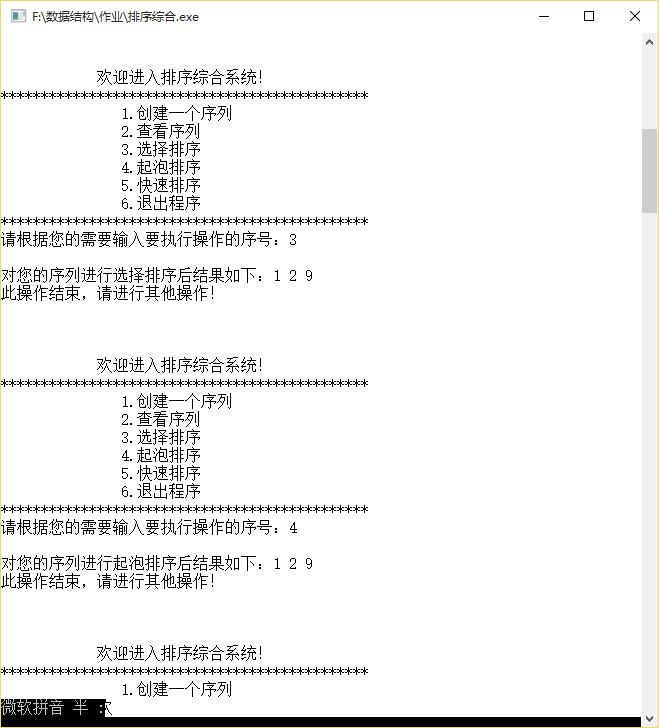 F:\数据结构\作业\排序综合.exe
欢迎进入排序综合系统!
**********************************************
1.创建一个序列
2.查看序列
3.选择排序
4.起泡排序
5.快速排序
6.退出程序
**********************************************
请根据您的需要输入要执行操作的序号：3
对您的序列进行选择排序后结果如下：1 2 9
此操作结束，请进行其他操作!
欢迎进入排序综合系统!
**********************************************
1.创建一个序列
2.查看序列
3.选择排序
4.起泡排序
5.快速排序
6.退出程序
**********************************************
请根据您的需要输入要执行操作的序号：4
对您的序列进行起泡排序后结果如下：1 2 9
此操作结束，请进行其他操作!
欢迎进入排序综合系统!
**********************************************
1.创建一个序列
微软拼音 半 :